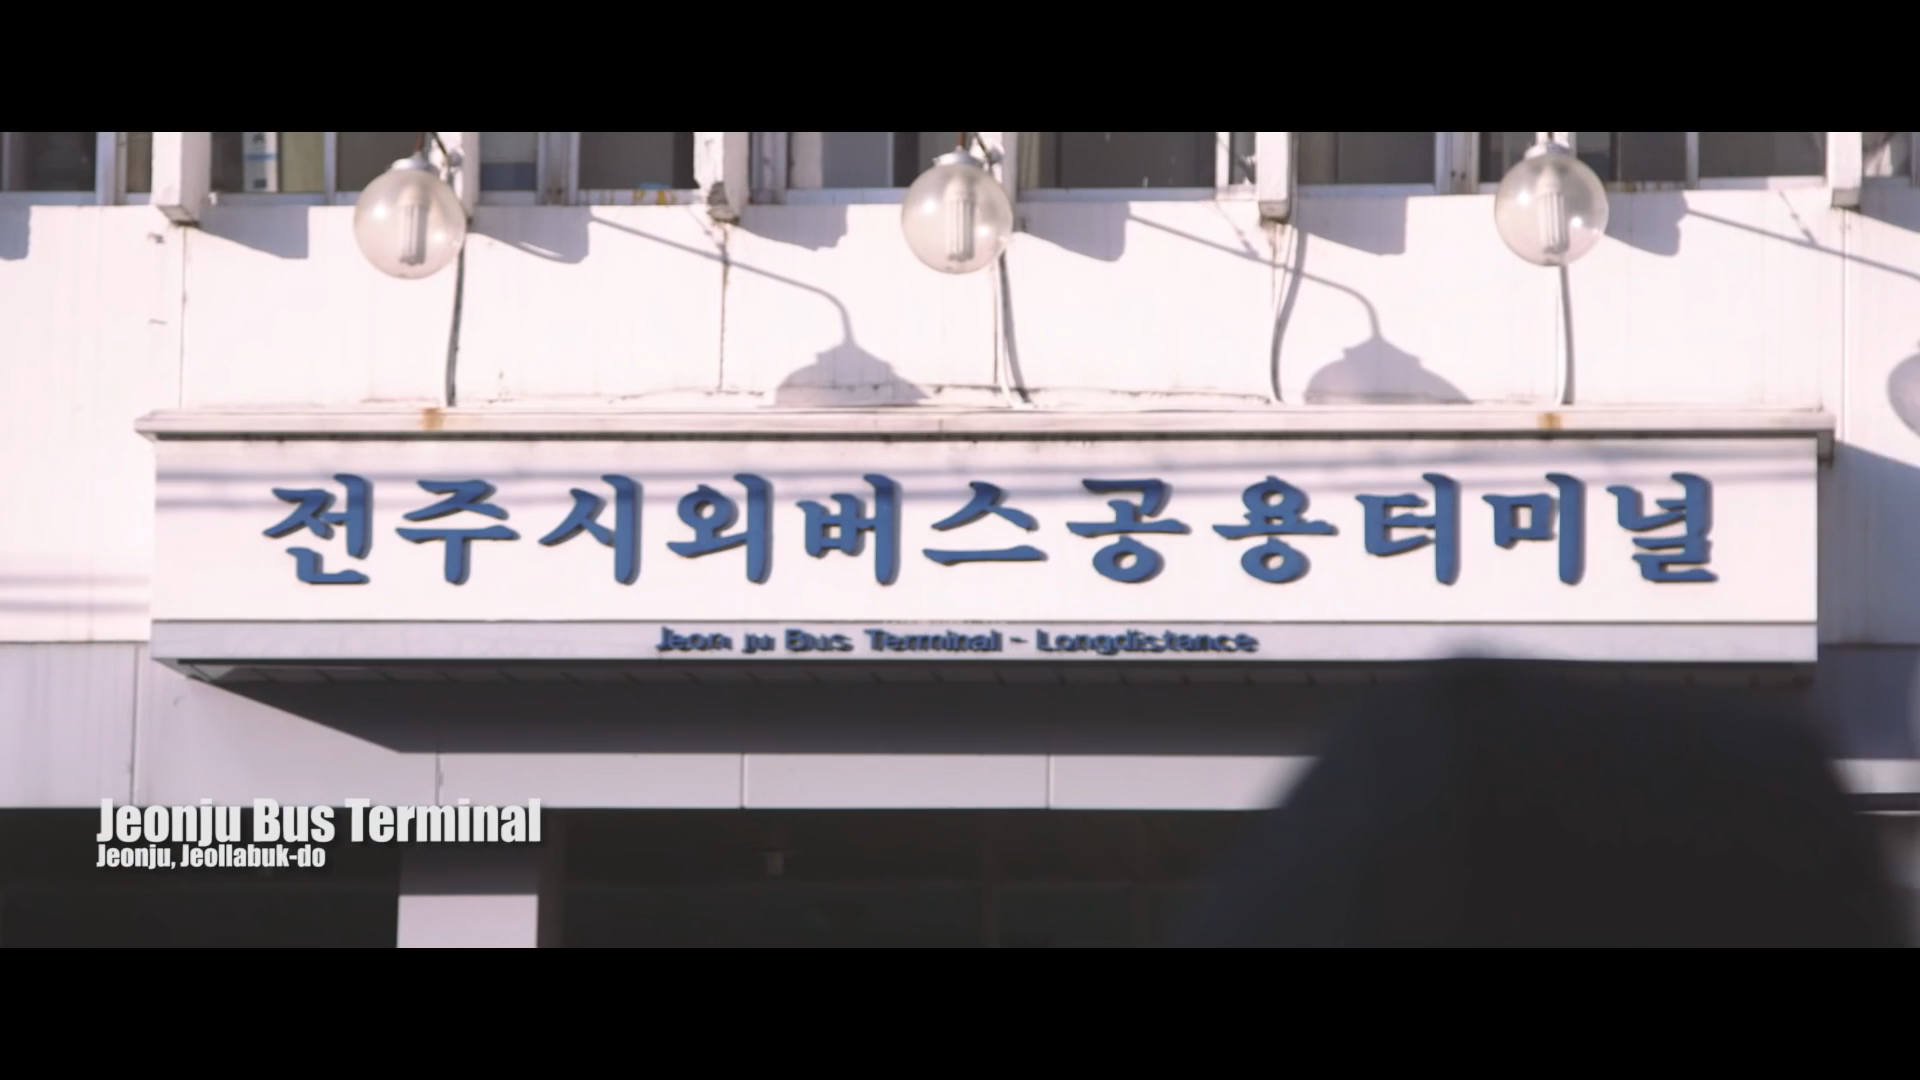 전주시외버스공용터미널
Jeon ju Bus Terminal - Longdistance
Jeonju Bus Terminal
Jeonju, Jeollabuk-do